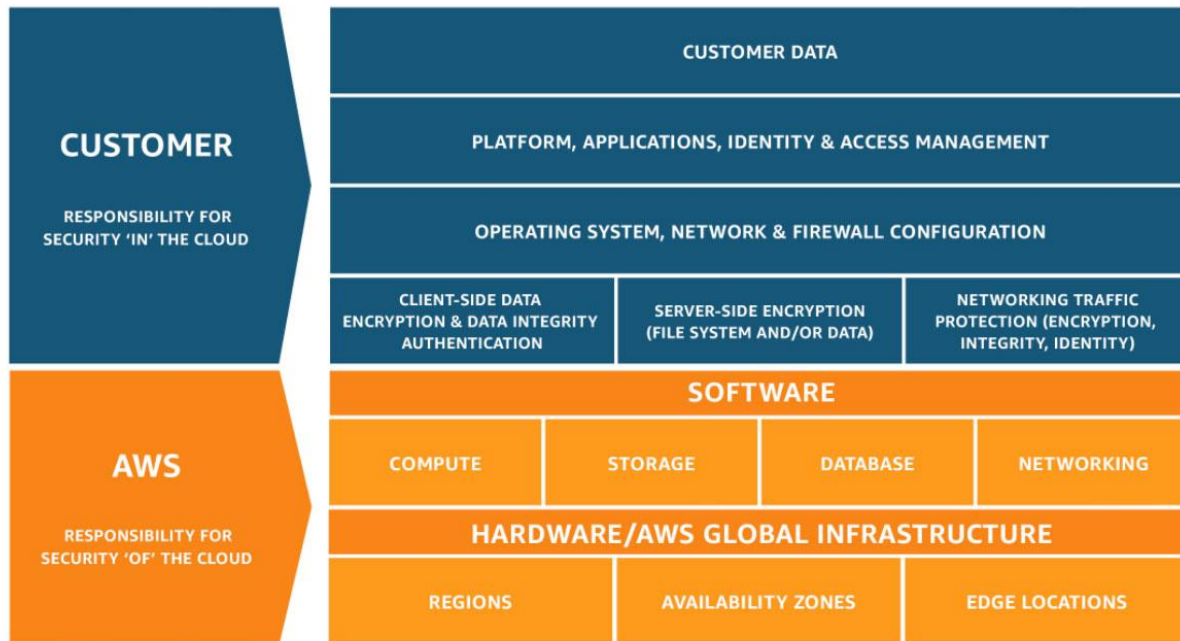 CUSTOMER
RESPONSIBILITY FOR
SECURITY ‘IN’ THE CLOUD
CUSTOMER DATA
PLATFORM, APPLICATIONS, IDENTITY & ACCESS MANAGEMENT
OPERATING SYSTEM, NETWORK & FIREWALL CONFIGURATION
CLIENT-SIDE DATA
ENCRYPTION & DATA INTEGRITY
AUTHENTICATION
SERVER-SIDE ENCRYPTION
(FILE SYSTEM AND/OR DATA)
NETWORKING TRAFFIC
PROTECTION (ENCRYPTION,
INTEGRITY, IDENTITY)
AWS
RESPONSIBILITY FOR
SECURITY ‘OF’ THE CLOUD
SOFTWARE
COMPUTE
STORAGE
DATABASE
NETWORKING
HARDWARE/AWS GLOBAL INFRASTRUCTURE
REGIONS
AVAILABILITY ZONES
EDGE LOCATIONS